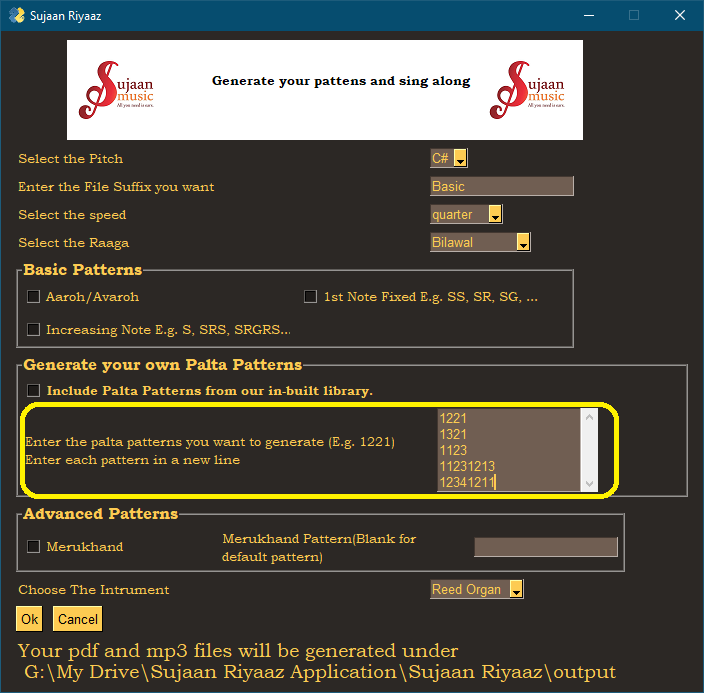 Sujaan Riyaaz
Sujaan
music
All you need is ears.
Generate your pattens and sing along
Sujaan
music
All you need is ears.
Select the Pitch
C#
Enter the File Suffix you want
Basic
Select the speed
quarter
Select the Raaga
Bilawal
Basic Patterns
Aaroh/Avaroh
1st Note Fixed E.g. SS, SR, SG, ...
Increasing Note E.g. S, SRS, SRGRS...
Generate your own Palta Patterns
Include Palta Patterns from our in-built library.
Enter the palta patterns you want to generate (E.g. 1221)
Enter each pattern in a new line
1221
1321
1123
11231213
12341211
Advanced Patterns
Merukhand
Merukhand Pattern(Blank for
default pattern)
Choose The Intrument
Reed Organ
Ok
Cancel
Your pdf and mp3 files will be generated under
G:\My Drive\Sujaan Riyaaz Application\Sujaan Riyaaz\output